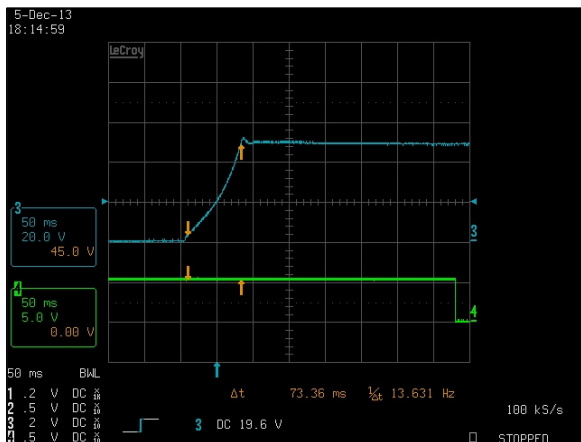 5-Dec-13
18:14:59
LeCroy
3
50 ms
20.0 V
45.0 V
3
4
50 ms
5.0 V
0.00 V
4
50 ms BWL
1 .2 V DC
2 .5 V DC
3 2 V DC
4 .5 V DC
Δt 73.36 ms 1/Δt 13.631 Hz
3 DC 19.6 V
100 kS/s
STOPPED